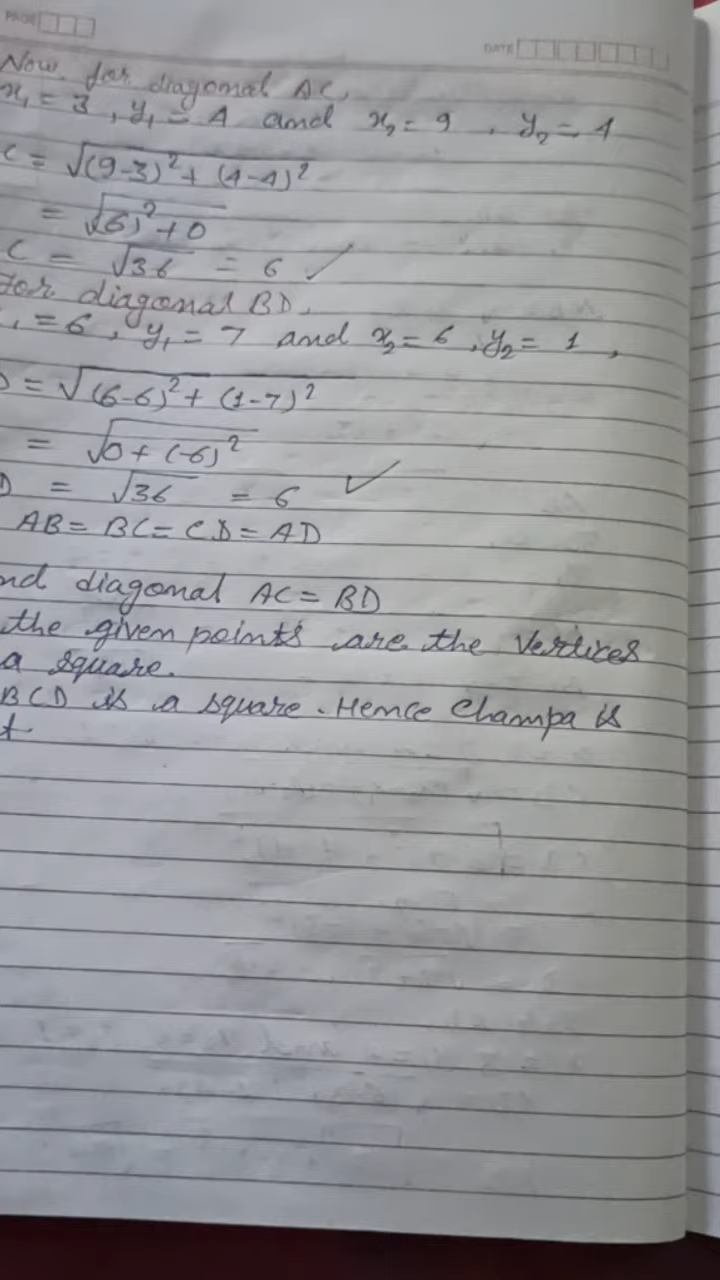 PAGE
DATE
Now, for diagonal AC,
x₁ = 3, y₁ = 4 and x₂ = 9, y₂ = 4
C = √(9-3)² + (4-4)²
= √(6)² + 0
C = √36 = 6 ✓
For diagonal BD,
₁ = 6, y₁ = 7 and x₂ = 6, y₂ = 1,
D = √(6-6)² + (1-7)²
= √0 + (-6)²
D = √36 = 6 ✓
AB = BC = CD = AD
nd diagonal AC = BD
the given points are the vertices
a square.
BCD is a square. Hence Champa is
t